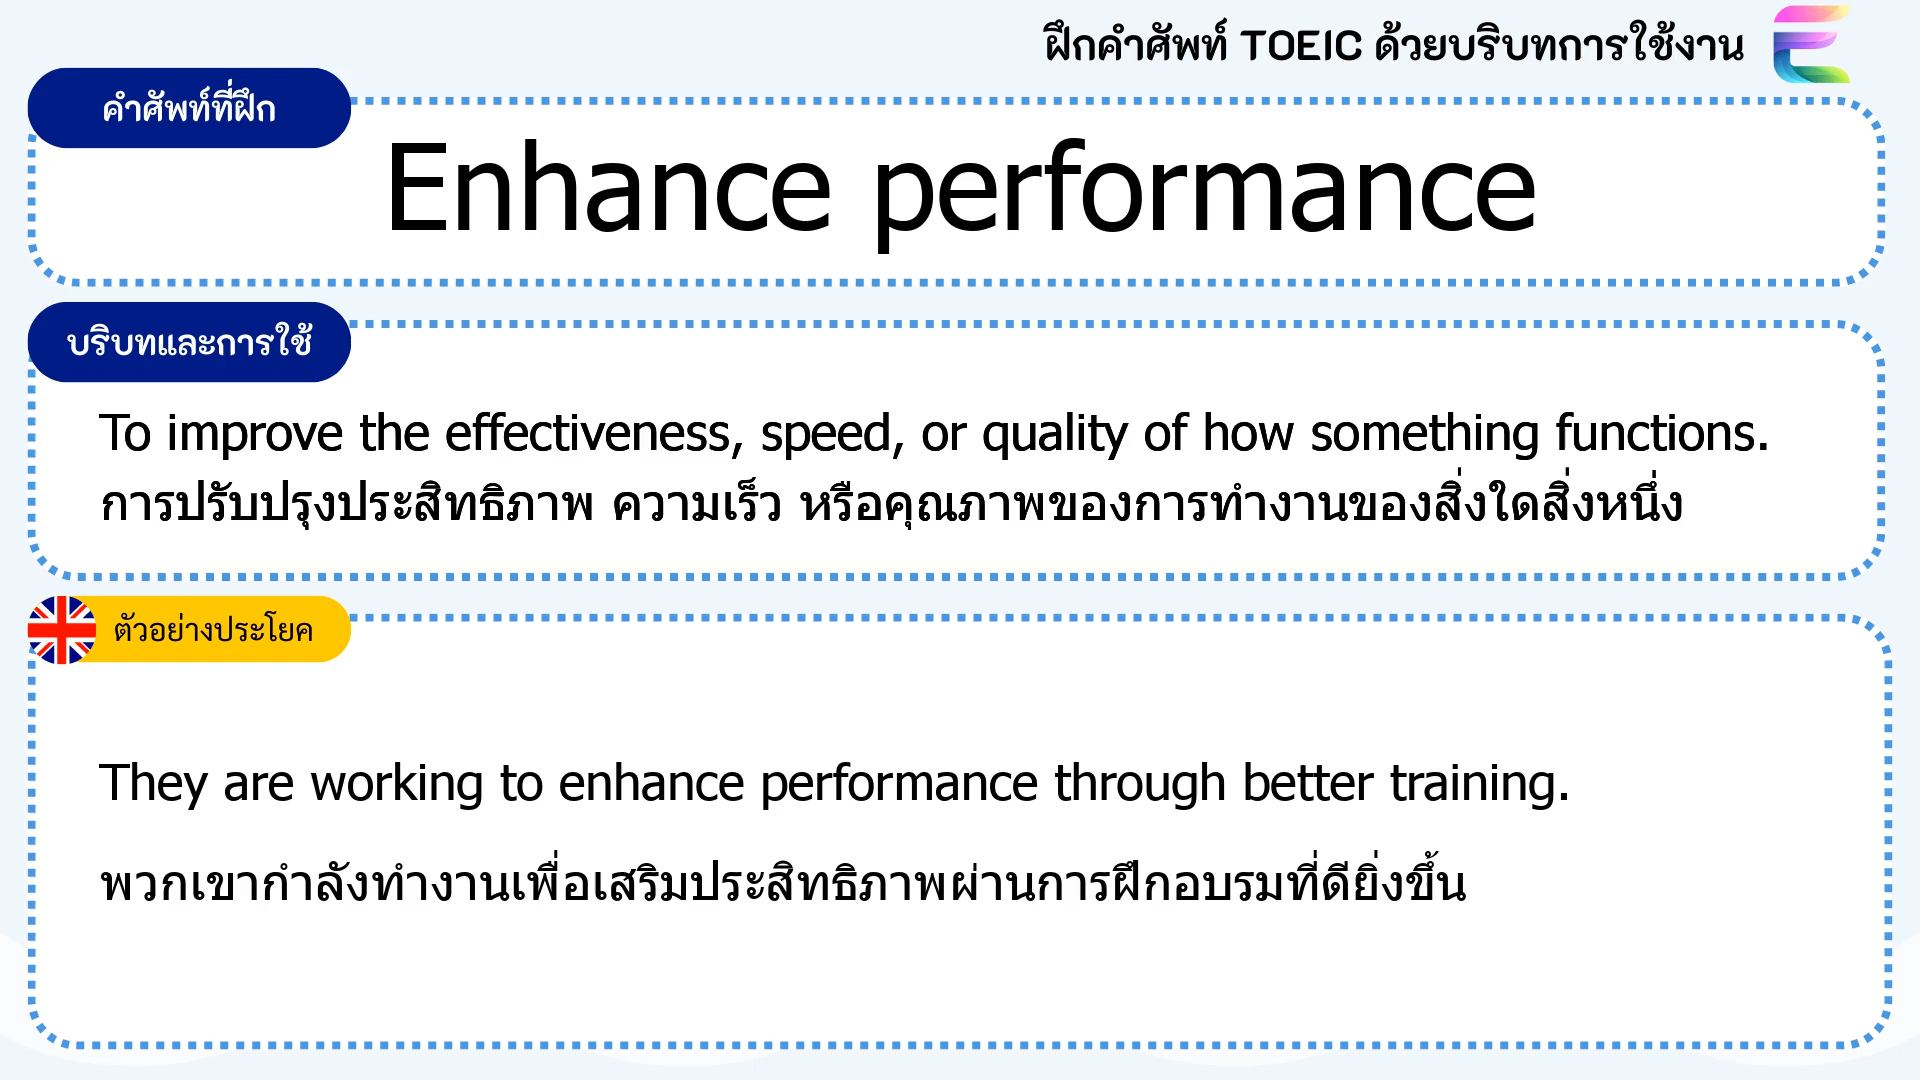 ฝึกคำศัพท์ TOEIC ด้วยบริบทการใช้งาน
คำศัพท์ที่ฝึก
Enhance performance
บริบทและการใช้
To improve the effectiveness, speed, or quality of how something functions.
การปรับปรุงประสิทธิภาพ ความเร็ว หรือคุณภาพของการทำงานของสิ่งใดสิ่งหนึ่ง
ตัวอย่างประโยค
They are working to enhance performance through better training.
พวกเขากำลังทำงานเพื่อเสริมประสิทธิภาพผ่านการฝึกอบรมที่ดียิ่งขึ้น